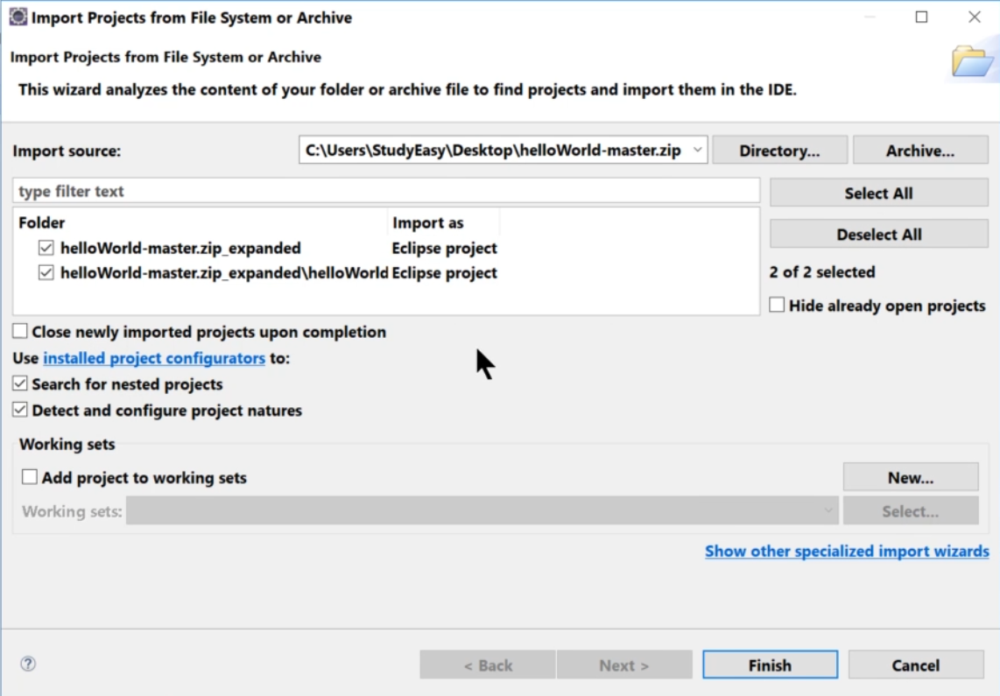 Import Projects from File System or Archive
Import Projects from File System or Archive
This wizard analyzes the content of your folder or archive file to find projects and import them in the IDE.
Import source: C:\Users\StudyEasy\Desktop\helloWorld-master.zip Directory... Archive...
type filter text Select All
Folder Import as
helloWorld-master.zip_expanded Eclipse project
Deselect All
helloWorld-master.zip_expanded\helloWorld Eclipse project
2 of 2 selected
Hide already open projects
Close newly imported projects upon completion
Use installed project configurators to:
Search for nested projects
Detect and configure project natures
Working sets
Add project to working sets New...
Working sets: Select...
Show other specialized import wizards
? < Back Next > Finish Cancel